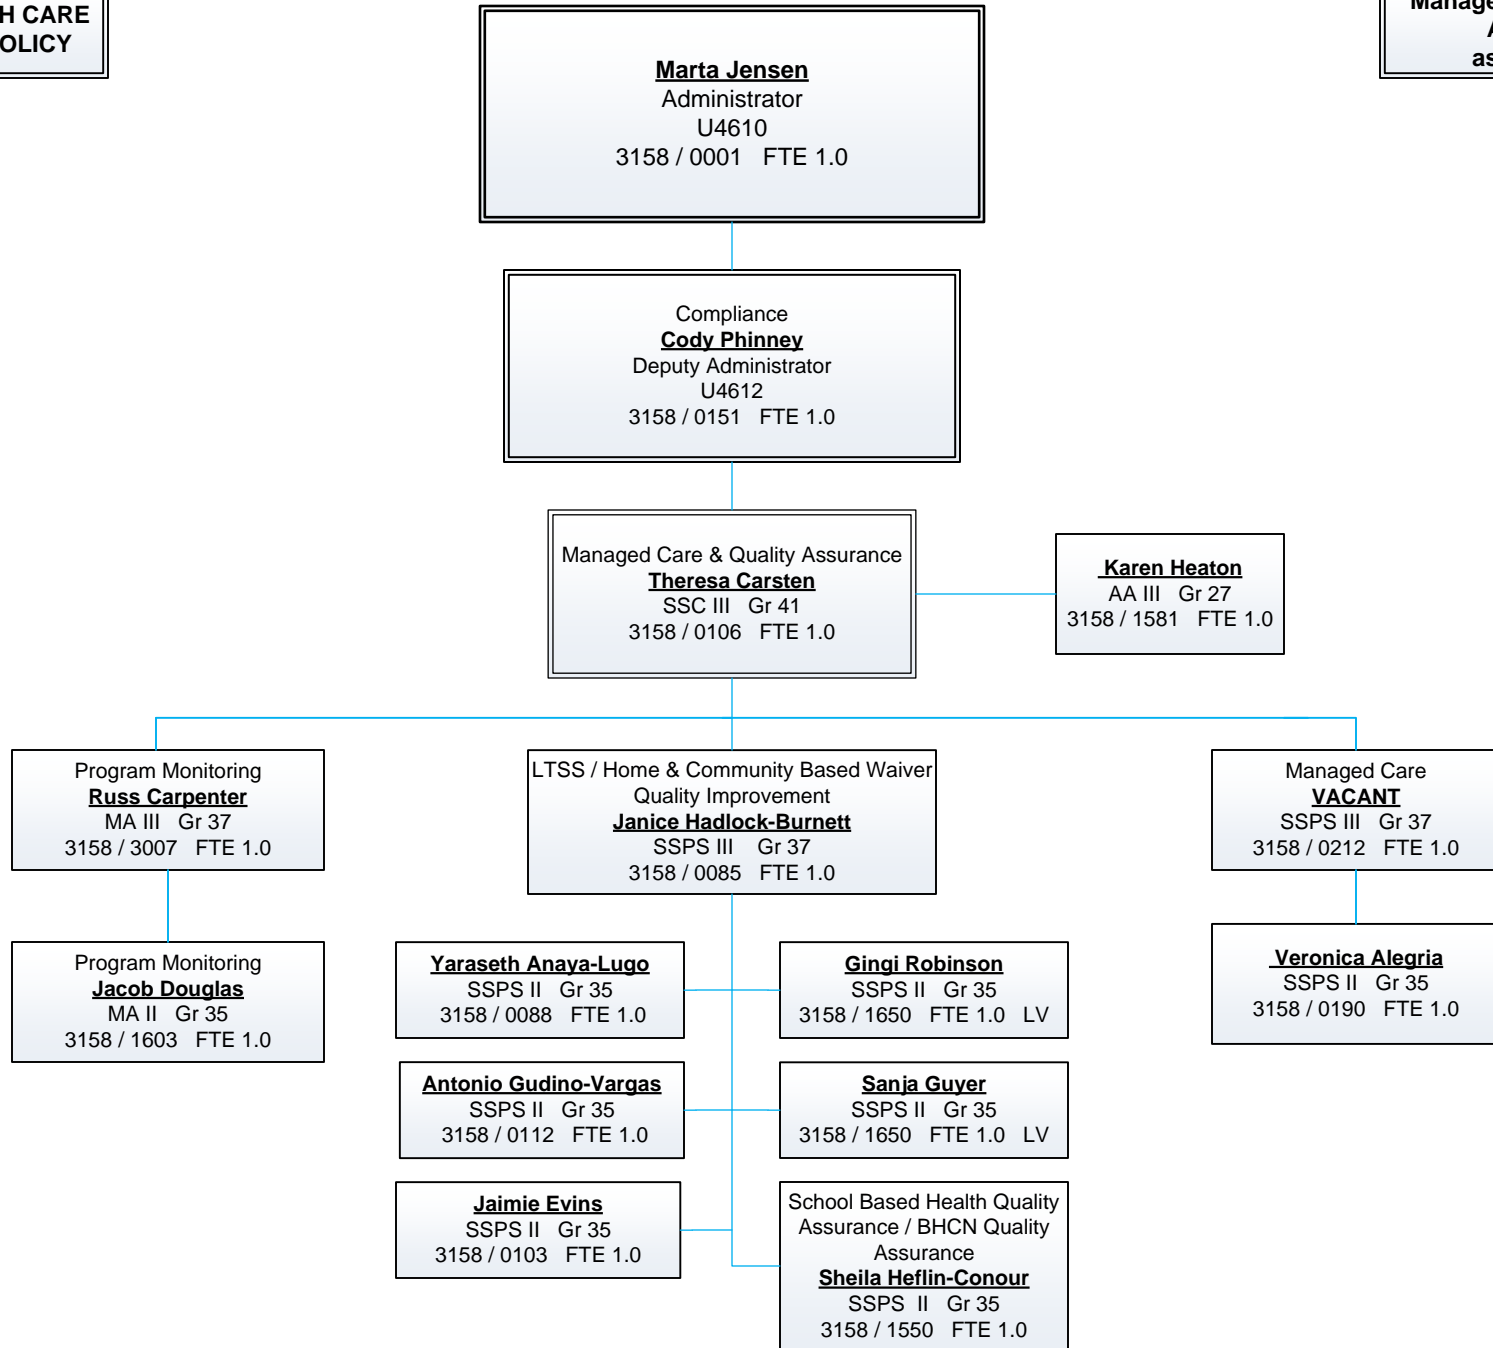 H CARE
OLICY
Manage
as
Marta Jensen
Administrator
U4610
3158 / 0001 FTE 1.0
Compliance
Cody Phinney
Deputy Administrator
U4612
3158 / 0151 FTE 1.0
Managed Care & Quality Assurance
Theresa Carsten
SSC III Gr 41
3158 / 0106 FTE 1.0
Karen Heaton
AA III Gr 27
3158 / 1581 FTE 1.0
Program Monitoring
Russ Carpenter
MA III Gr 37
3158 / 3007 FTE 1.0
LTSS / Home & Community Based Waiver
Quality Improvement
Janice Hadlock-Burnett
SSPS III Gr 37
3158 / 0085 FTE 1.0
Managed Care
VACANT
SSPS III Gr 37
3158 / 0212 FTE 1.0
Program Monitoring
Jacob Douglas
MA II Gr 35
3158 / 1603 FTE 1.0
Yaraseth Anaya-Lugo
SSPS II Gr 35
3158 / 0088 FTE 1.0
Gingi Robinson
SSPS II Gr 35
3158 / 1650 FTE 1.0 LV
Veronica Alegria
SSPS II Gr 35
3158 / 0190 FTE 1.0
Antonio Gudino-Vargas
SSPS II Gr 35
3158 / 0112 FTE 1.0
Sanja Guyer
SSPS II Gr 35
3158 / 1650 FTE 1.0 LV
Jaimie Evins
SSPS II Gr 35
3158 / 0103 FTE 1.0
School Based Health Quality
Assurance / BHCN Quality
Assurance
Sheila Heflin-Conour
SSPS II Gr 35
3158 / 1550 FTE 1.0